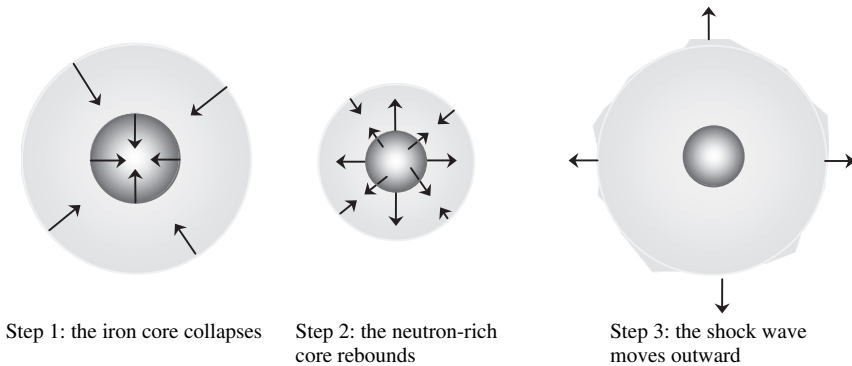 Step 1: the iron core collapses
Step 2: the neutron-rich
core rebounds
Step 3: the shock wave
moves outward